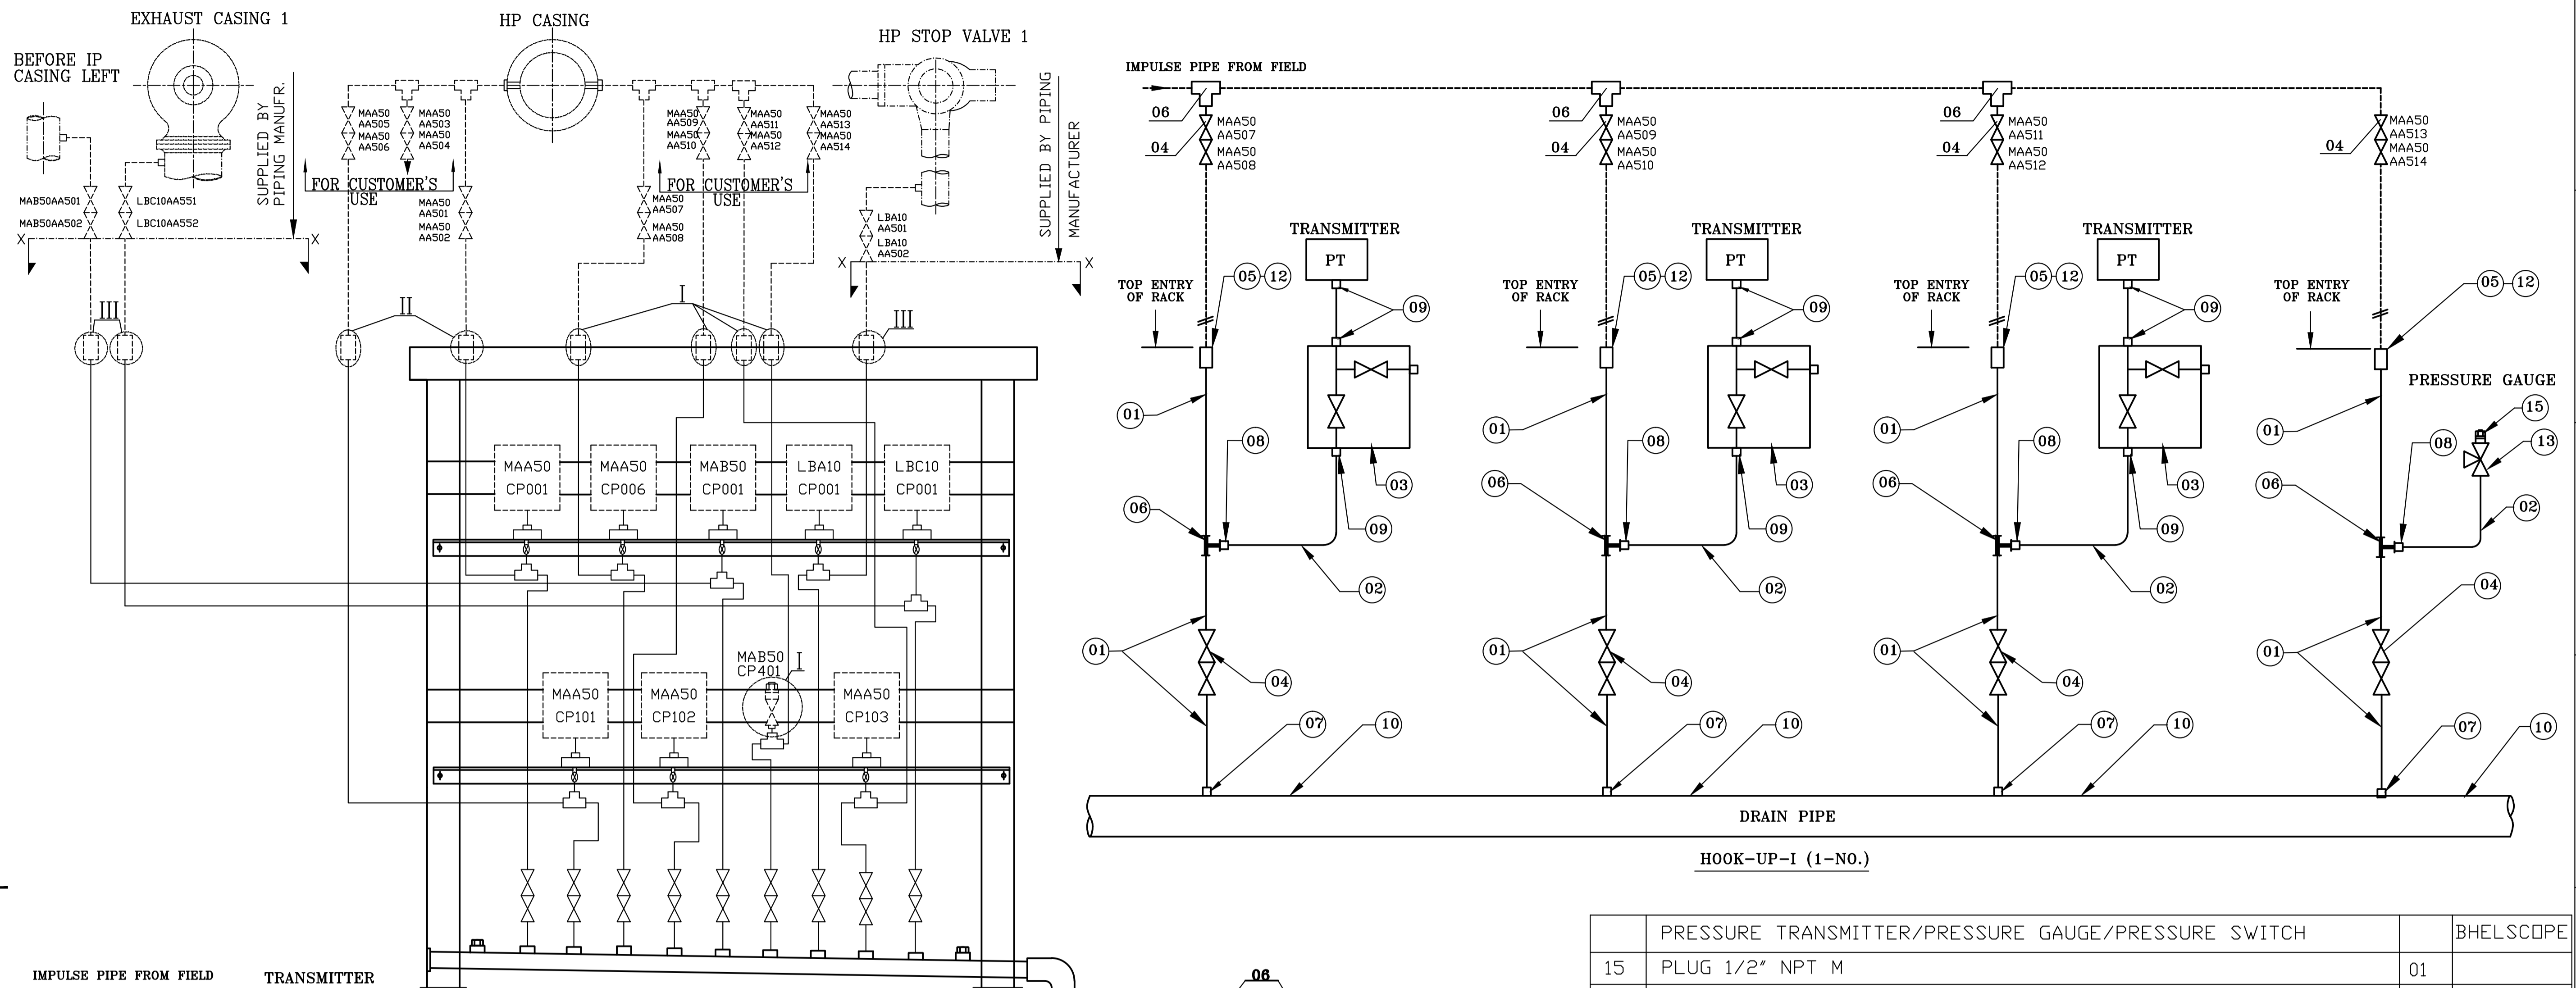 EXHAUST CASING 1
BEFORE IP
CASING LEFT
SUPPLIED BY
PIPING MANUFR.
MAB50AA501
MAB50AA502
LBC10AA551
LBC10AA552
X
X
HP CASING
MAA50
AA505
MAA50
AA506
MAA50
AA503
MAA50
AA504
FOR CUSTOMER'S
USE
MAA50
AA501
MAA50
AA502
MAA50
AA509
MAA50
AA510
MAA50
AA511
MAA50
AA512
MAA50
AA513
MAA50
AA514
FOR CUSTOMER'S
USE
MAA50
AA507
MAA50
AA508
HP STOP VALVE 1
SUPPLIED BY PIPING
MANUFACTURER
LBA10
AA501
LBA10
AA502
X
X
III
II
I
III
MAA50
CP001
MAA50
CP006
MAB50
CP001
LBA10
CP001
LBC10
CP001
MAA50
CP101
MAA50
CP102
MAB50
CP401
I
MAA50
CP103
IMPULSE PIPE FROM FIELD
TRANSMITTER
06
IMPULSE PIPE FROM FIELD
06
04
MAA50
AA507
MAA50
AA508
TRANSMITTER
PT
TOP ENTRY
OF RACK
05
12
09
01
08
03
06
09
02
01
04
07
10
06
04
MAA50
AA509
MAA50
AA510
TRANSMITTER
PT
TOP ENTRY
OF RACK
05
12
09
01
08
03
06
09
02
01
04
07
10
06
04
MAA50
AA511
MAA50
AA512
TRANSMITTER
PT
TOP ENTRY
OF RACK
05
12
09
01
08
03
06
09
02
01
04
07
10
04
MAA50
AA513
MAA50
AA514
TOP ENTRY
OF RACK
05
12
PRESSURE GAUGE
15
13
01
08
06
02
04
01
07
10
DRAIN PIPE
HOOK-UP-I (1-NO.)
PRESSURE TRANSMITTER/PRESSURE GAUGE/PRESSURE SWITCH
BHELSCOPE
15
PLUG 1/2" NPT M
01